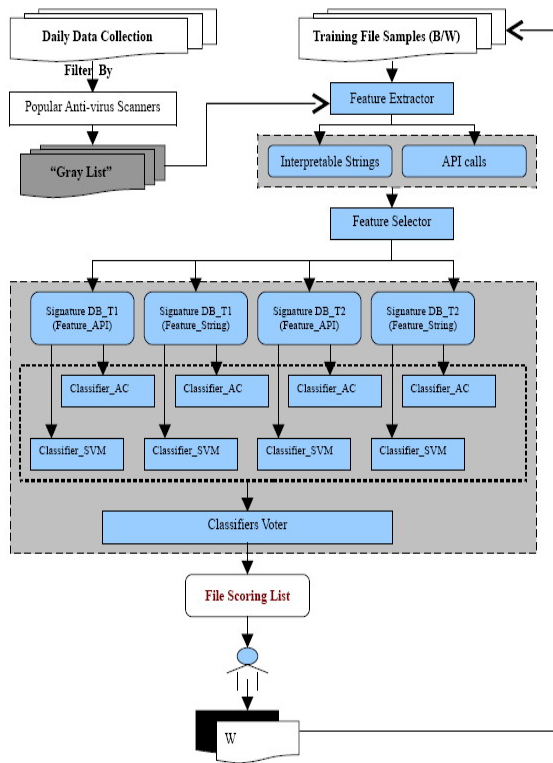 Daily Data Collection
Training File Samples (B/W)
Filter By
Feature Extractor
Popular Anti-virus Scanners
"Gray List"
Interpretable Strings
API calls
Feature Selector
Signature DB_T1
(Feature_API)
Signature DB_T1
(Feature_String)
Signature DB_T2
(Feature_API)
Signature DB_T2
(Feature_String)
Classifier_AC
Classifier_AC
Classifier_AC
Classifier_AC
Classifier_SVM
Classifier_SVM
Classifier_SVM
Classifier_SVM
Classifiers Voter
File Scoring List
W